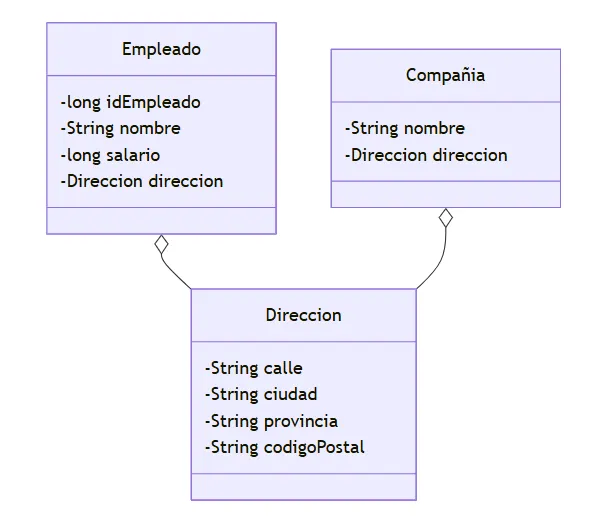 Empleado
-long idEmpleado
-String nombre
-long salario
-Direccion direccion
Compañia
-String nombre
-Direccion direccion
Direccion
-String calle
-String ciudad
-String provincia
-String codigoPostal